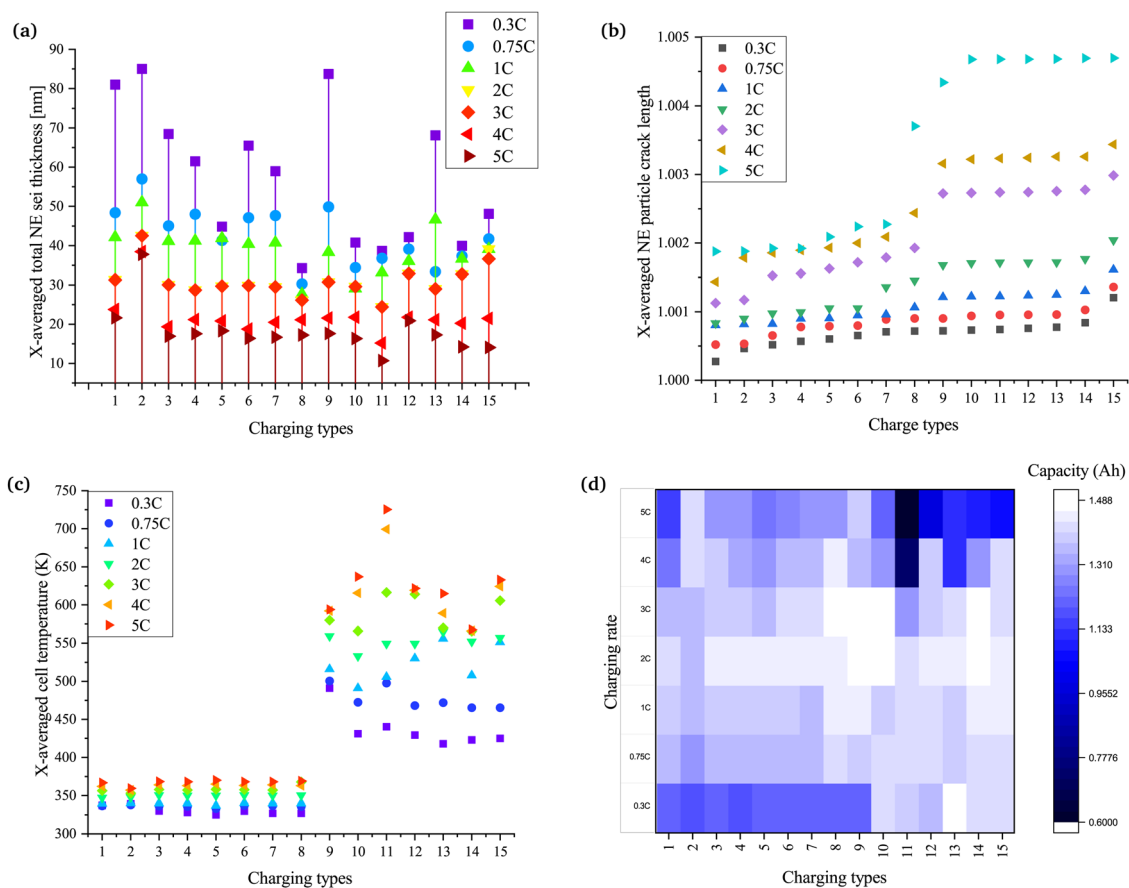 (a)
X-averaged total NE sei thickness [nm]
90
80
70
60
50
40
30
20
10
0.3C
0.75C
1C
2C
3C
4C
5C
1 2 3 4 5 6 7 8 9 10 11 12 13 14 15
Charging types
(b)
X-averaged NE particle crack length
1.005
1.004
1.003
1.002
1.001
1.000
0.3C
0.75C
1C
2C
3C
4C
5C
1 2 3 4 5 6 7 8 9 10 11 12 13 14 15
Charge types
(c)
X-averaged cell temperature (K)
750
700
650
600
550
500
450
400
350
300
0.3C
0.75C
1C
2C
3C
4C
5C
1 2 3 4 5 6 7 8 9 10 11 12 13 14 15
Charging types
(d)
Charging rate
5C
4C
3C
2C
1C
0.75C
0.3C
1 2 3 4 5 6 7 8 9 10 11 12 13 14 15
Charging types
Capacity (Ah)
1.488
1.310
1.133
0.9552
0.7776
0.6000